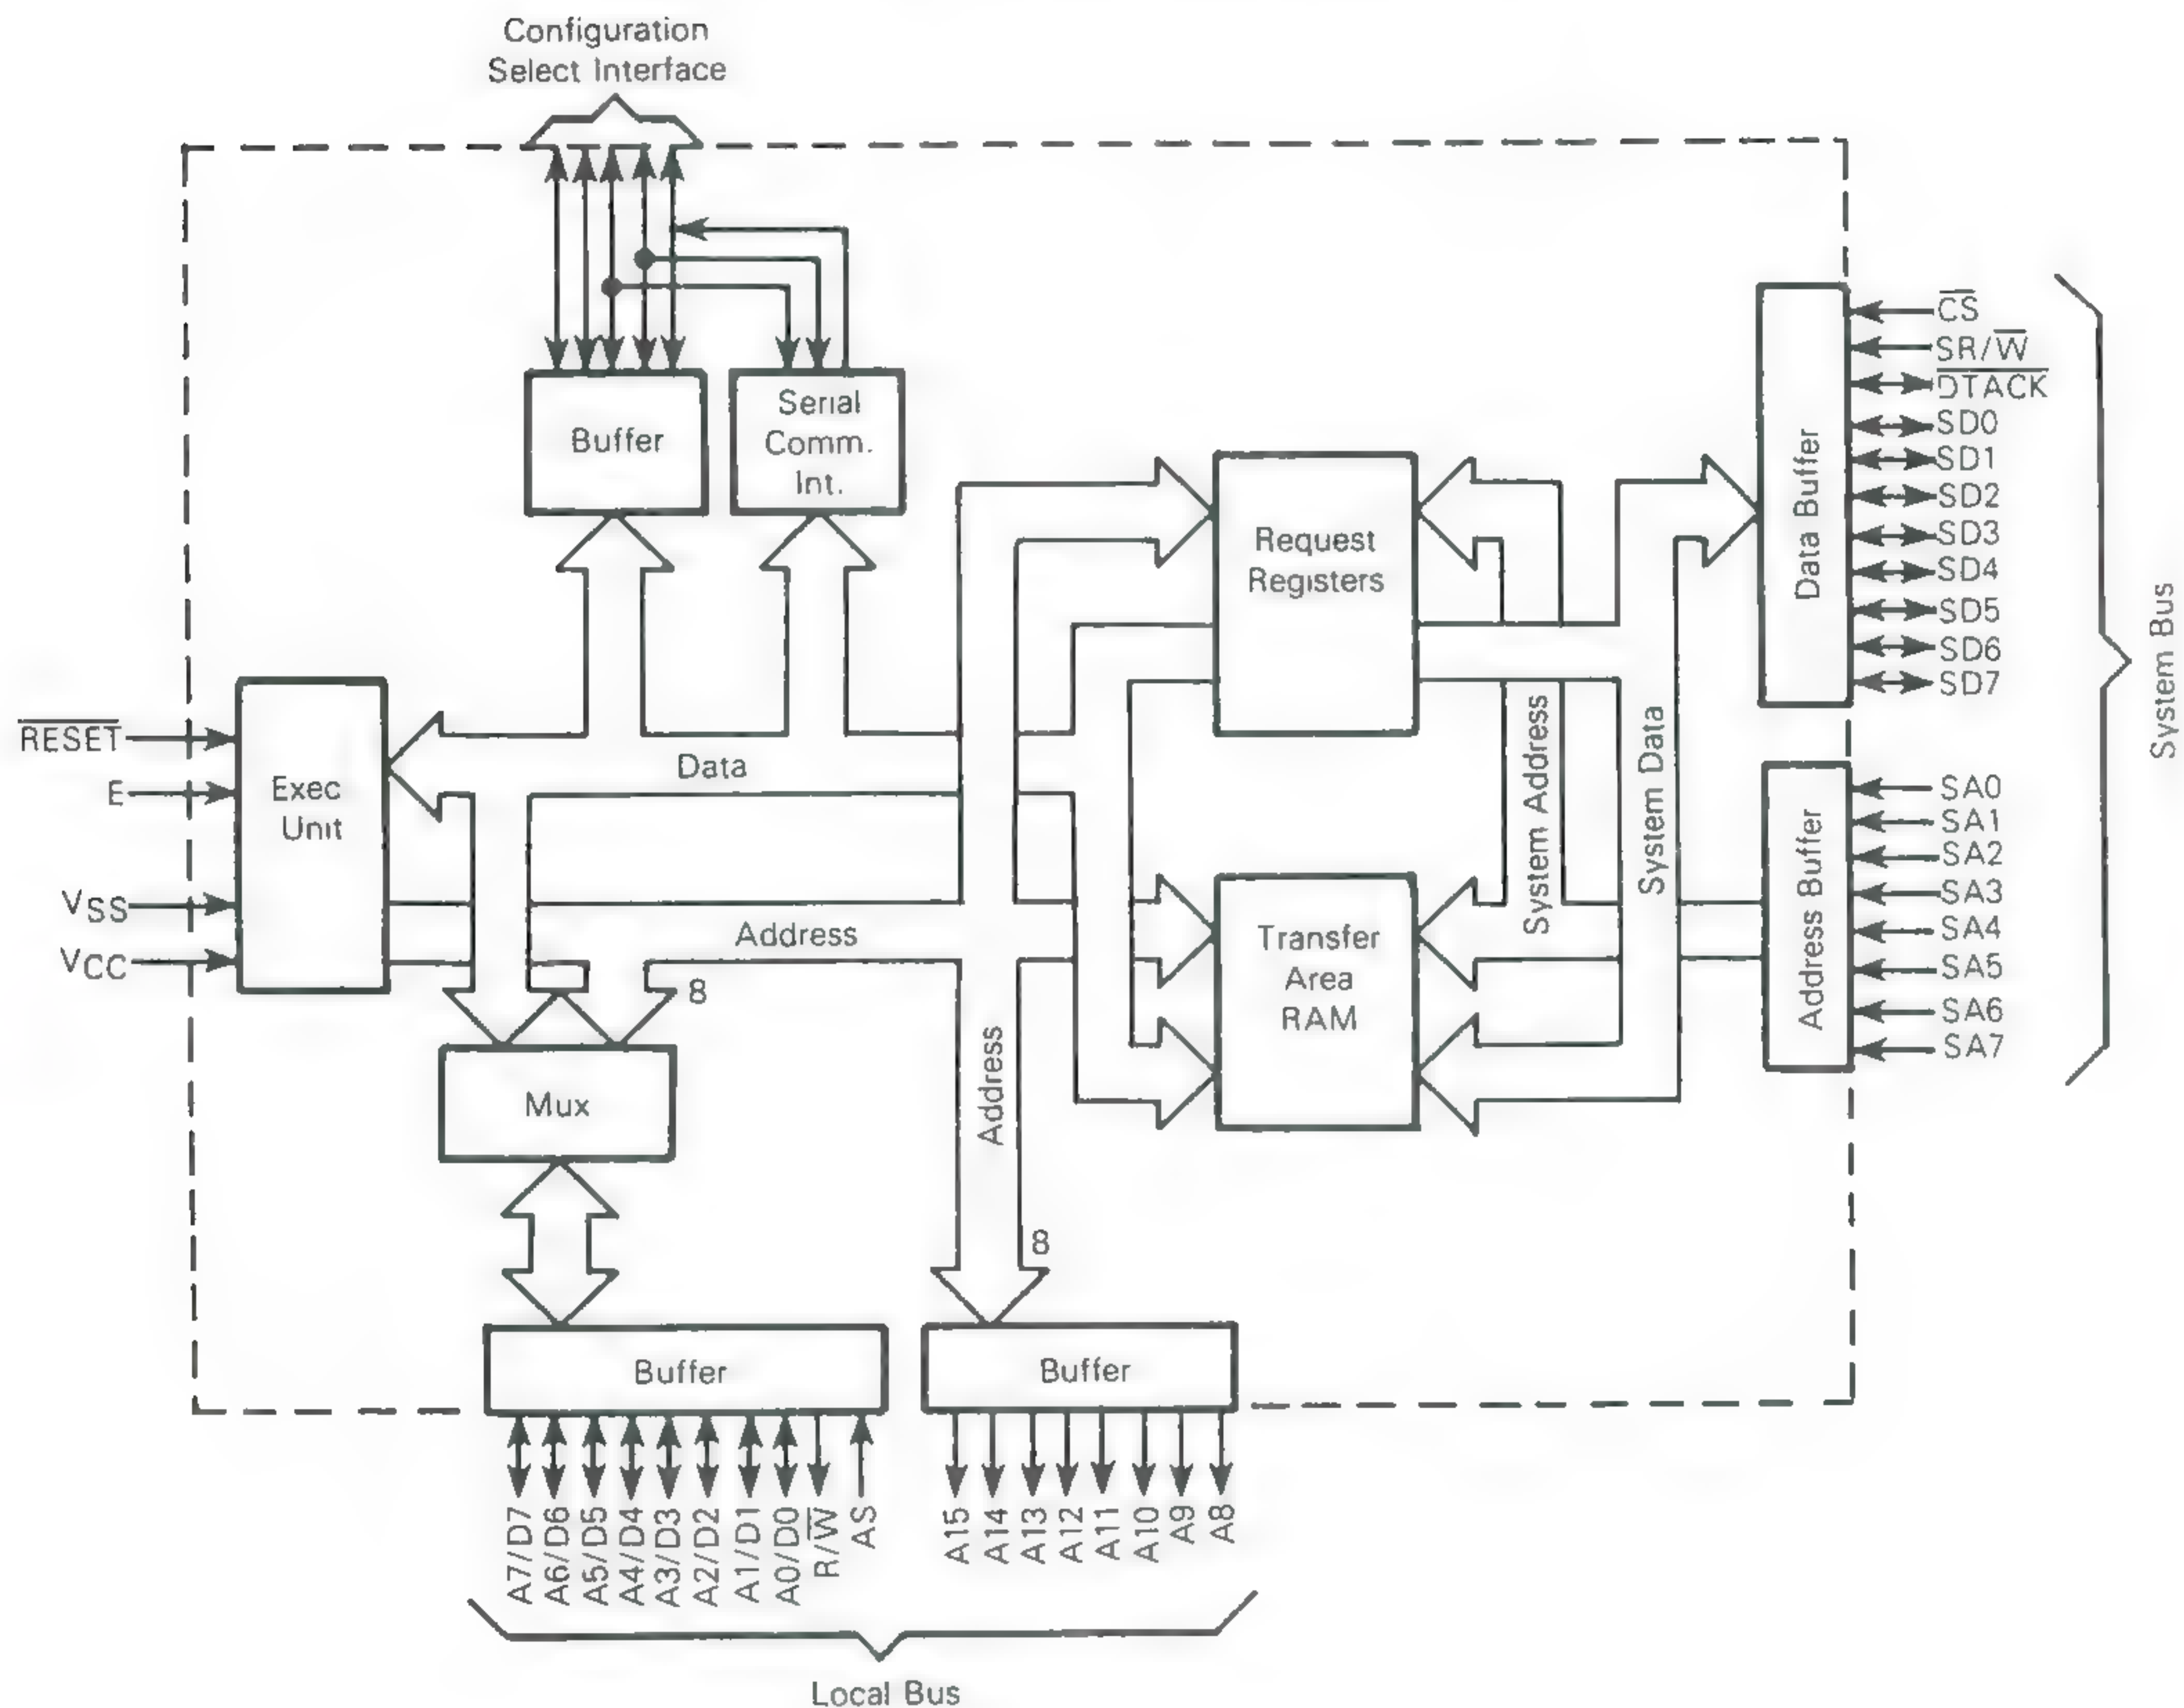 Configuration
Select Interface
Buffer
Serial
Comm.
Int.
Request
Registers
Data Buffer
C̅S̅
SR/W̅
D̅T̅A̅C̅K̅
SD0
SD1
SD2
SD3
SD4
SD5
SD6
SD7
System Bus
R̅E̅S̅E̅T̅
E
VSS
VCC
Exec
Unit
Data
Address
8
System Address
System Data
Transfer
Area
RAM
Address Buffer
SA0
SA1
SA2
SA3
SA4
SA5
SA6
SA7
Mux
Address
8
Buffer
Buffer
A7/D7
A6/D6
A5/D5
A4/D4
A3/D3
A2/D2
A1/D1
A0/D0
R/W̅
AS
A15
A14
A13
A12
A11
A10
A9
A8
Local Bus